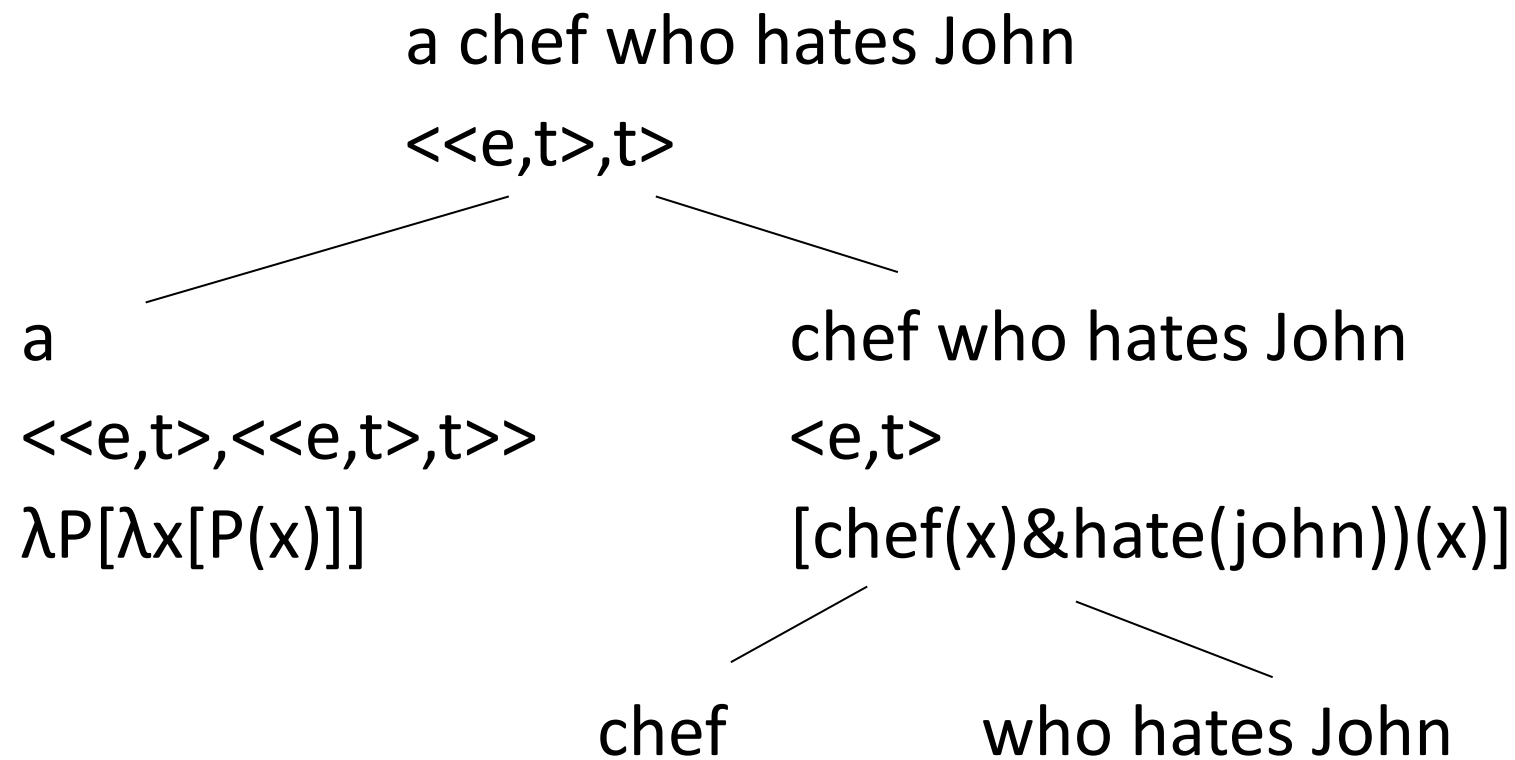 a chef who hates John
<<e,t>,t>
a
<<e,t>,<<e,t>,t>>
λP[λx[P(x)]]
chef who hates John
<e,t>
[chef(x)&hate(john))(x)]
chef
who hates John